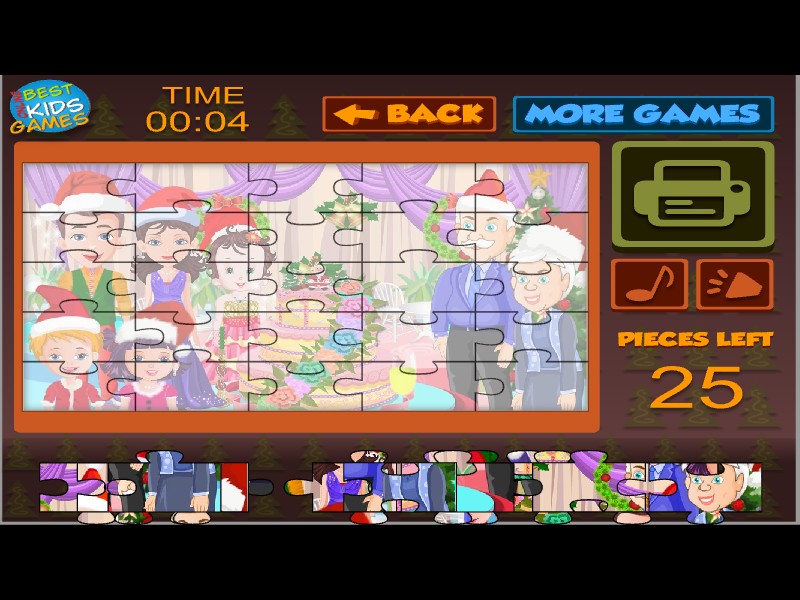 BEST
KIDS
GAMES
TIME
00:04
BACK
MORE GAMES
PIECES LEFT
25